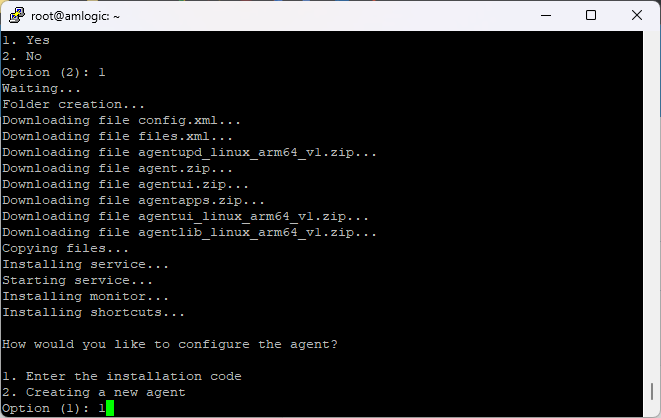 root@amlogic: ~
1. Yes
2. No
Option (2): 1
Waiting...
Folder creation...
Downloading file config.xml...
Downloading file files.xml...
Downloading file agentupd_linux_arm64_v1.zip...
Downloading file agent.zip...
Downloading file agentui.zip...
Downloading file agentapps.zip...
Downloading file agentui_linux_arm64_v1.zip...
Downloading file agentlib_linux_arm64_v1.zip...
Copying files...
Installing service...
Starting service...
Installing monitor...
Installing shortcuts...
How would you like to configure the agent?
1. Enter the installation code
2. Creating a new agent
Option (1): 1